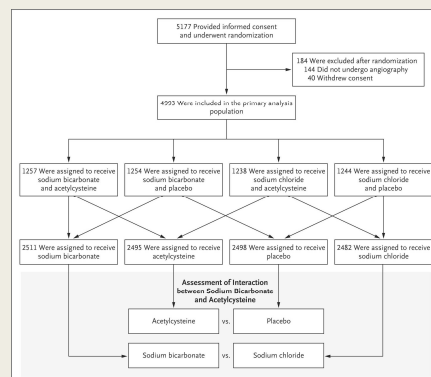 5177 Provided informed consent
and underwent randomization
184 Were excluded after randomization
144 Did not undergo angiography
40 Withdrew consent
4993 Were included in the primary analysis
population
1257 Were assigned to receive
sodium bicarbonate
and acetylcysteine
1254 Were assigned to receive
sodium bicarbonate
and placebo
1238 Were assigned to receive
sodium chloride
and acetylcysteine
1244 Were assigned to receive
sodium chloride
and placebo
2511 Were assigned to receive
sodium bicarbonate
2495 Were assigned to receive
acetylcysteine
2498 Were assigned to receive
placebo
2482 Were assigned to receive
sodium chloride
Assessment of Interaction
between Sodium Bicarbonate
and Acetylcysteine
Acetylcysteine vs. Placebo
Sodium bicarbonate vs. Sodium chloride